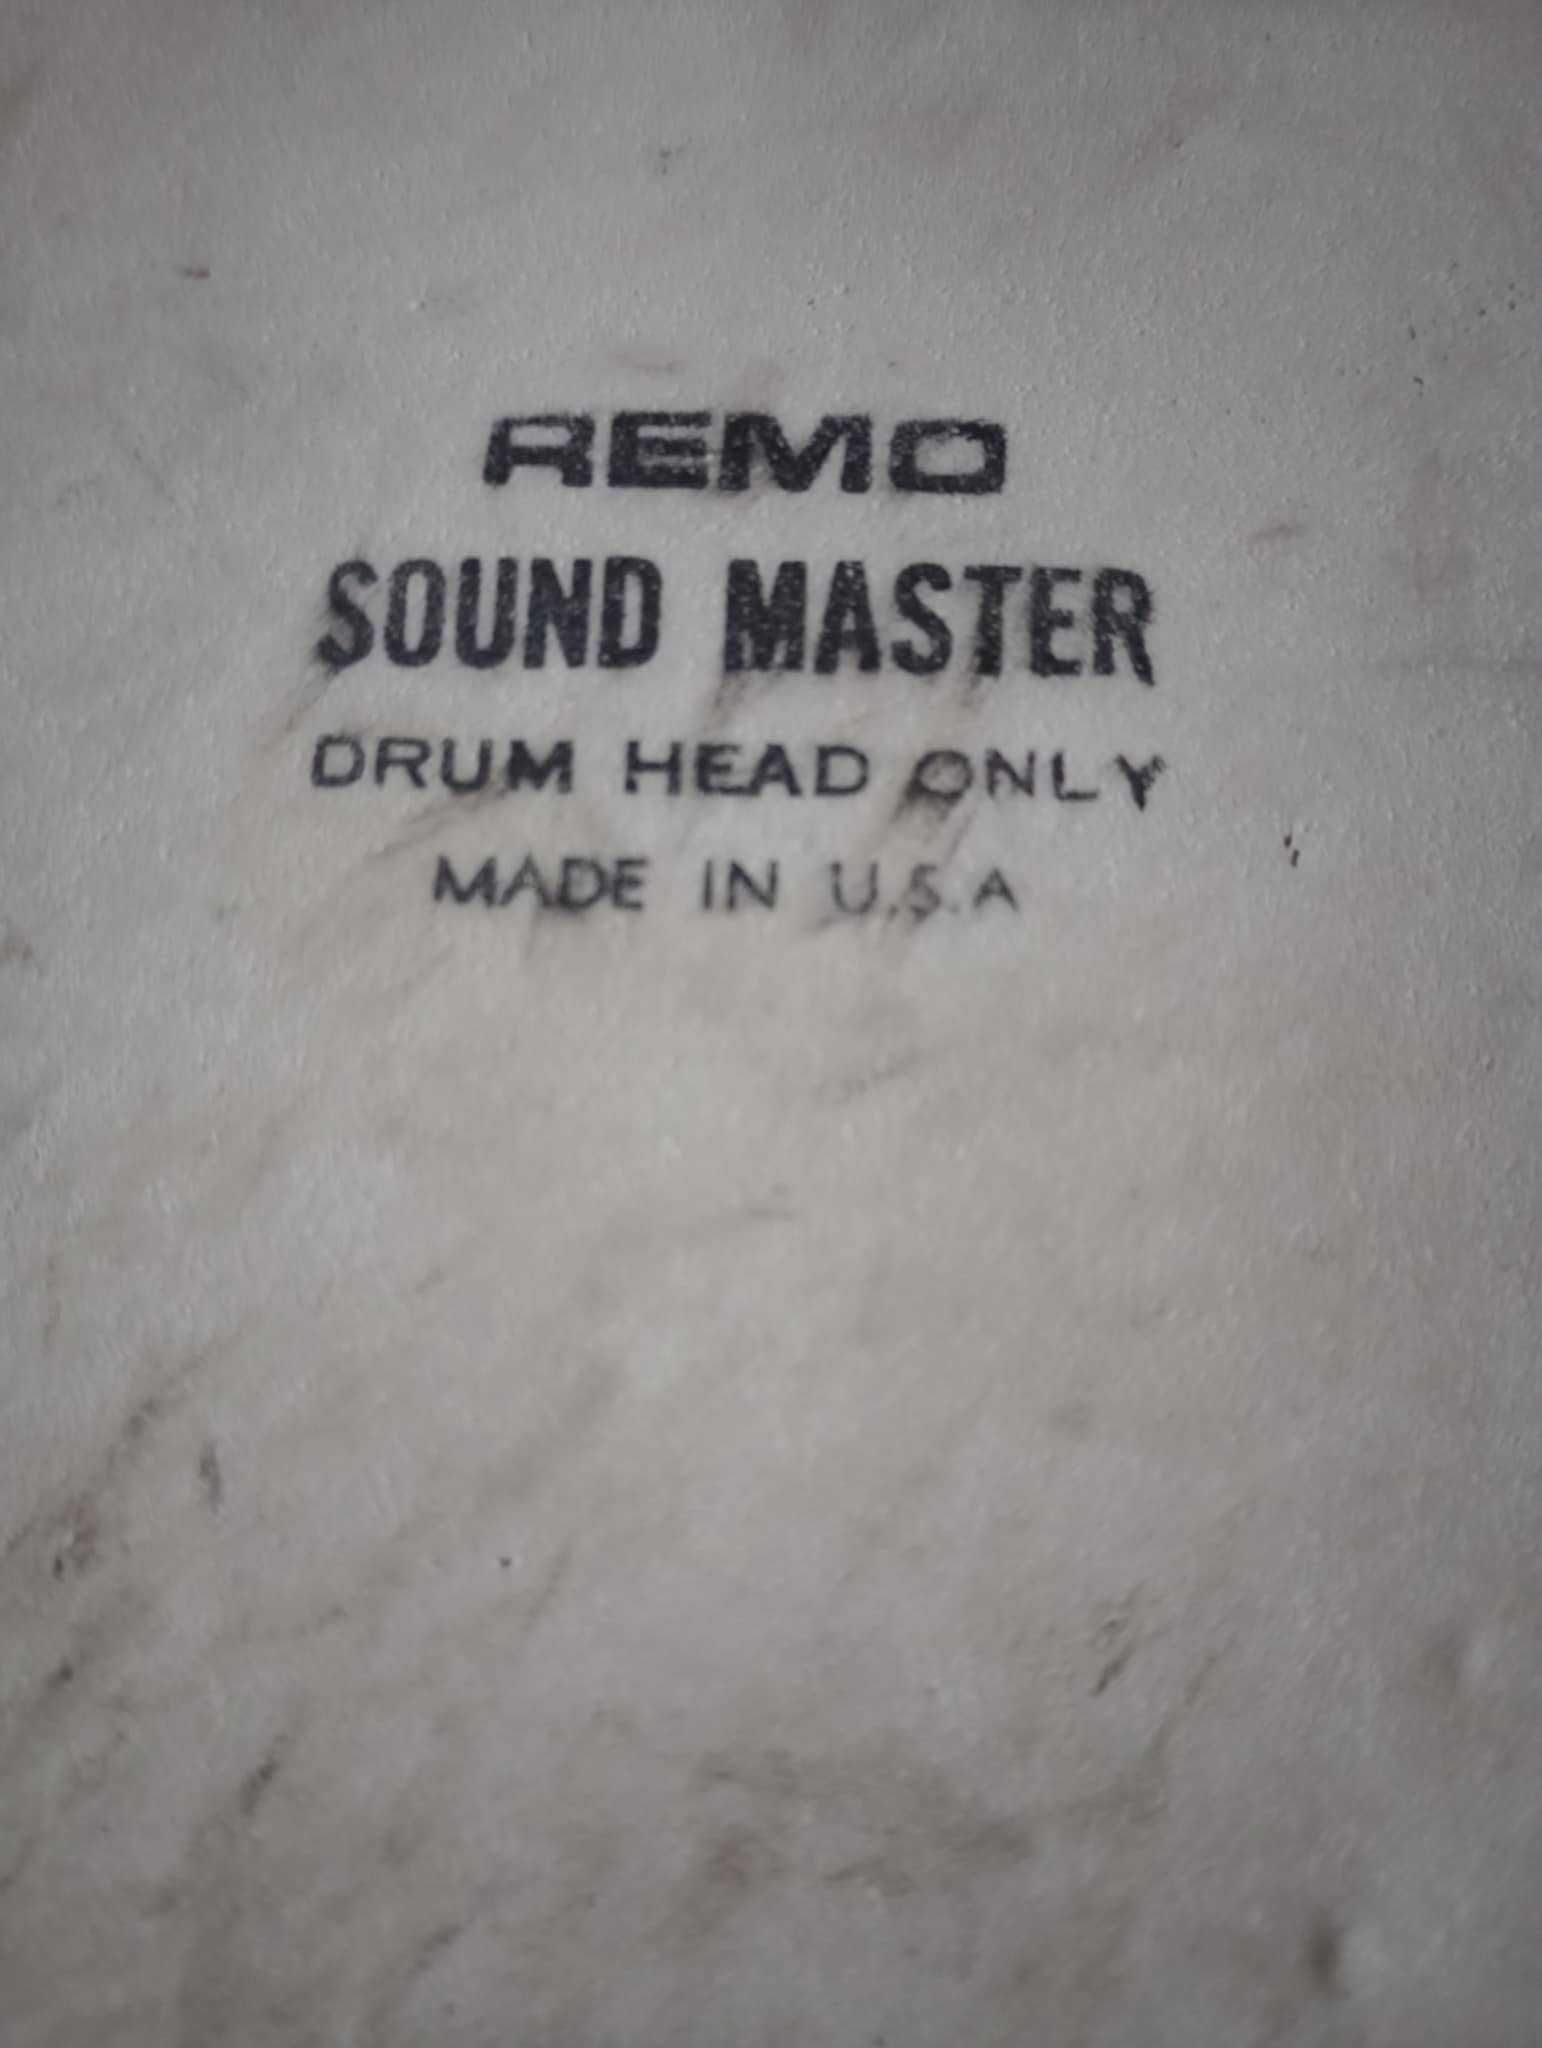 REMO
SOUND MASTER
DRUM HEAD ONLY
MADE IN U.S.A